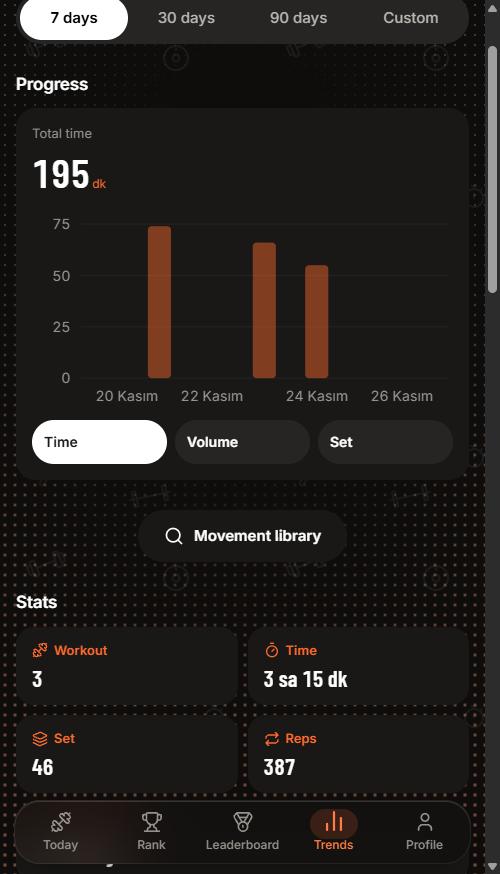 7 days 30 days 90 days Custom
Progress
Total time
195 dk
75
50
25
0
20 Kasım 22 Kasım 24 Kasım 26 Kasım
Time Volume Set
Movement library
Stats
Workout Time
3 3 sa 15 dk
Set Reps
46 387
Today Rank Leaderboard Trends Profile